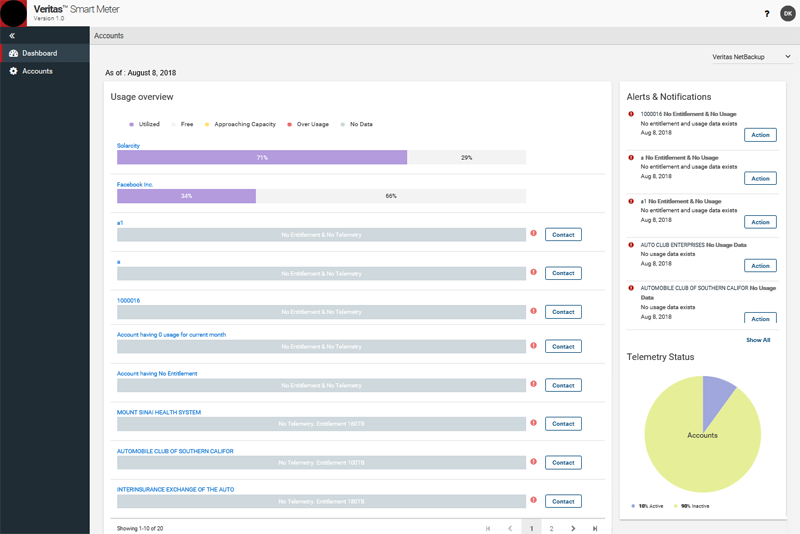 Veritas™ Smart Meter
Version 1.0
?
DK
«
Dashboard
Accounts
Accounts
Veritas NetBackup
As of : August 8, 2018
Usage overview
Utilized Free Approaching Capacity Over Usage No Data
Solarcity
71% 29%
Facebook Inc.
34% 66%
a1
No Entitlement & No Telemetry
Contact
a
No Entitlement & No Telemetry
Contact
1000016
No Entitlement & No Telemetry
Contact
Account having 0 usage for current month
No Entitlement & No Telemetry
Contact
Account having No Entitlement
No Entitlement & No Telemetry
Contact
MOUNT SINAI HEALTH SYSTEM
No Telemetry. Entitlement 160TB
Contact
AUTOMOBILE CLUB OF SOUTHERN CALIFOR
No Telemetry. Entitlement 100TB
Contact
INTERINSURANCE EXCHANGE OF THE AUTO
No Telemetry. Entitlement 180TB
Contact
Showing 1-10 of 20
1 2
Alerts & Notifications
1000016 No Entitlement & No Usage
No entitlement and usage data exists
Aug 8, 2018
Action
a No Entitlement & No Usage
No entitlement and usage data exists
Aug 8, 2018
Action
a1 No Entitlement & No Usage
No entitlement and usage data exists
Aug 8, 2018
Action
AUTO CLUB ENTERPRISES No Usage Data
No usage data exists
Aug 8, 2018
Action
AUTOMOBILE CLUB OF SOUTHERN CALIFOR No Usage
Data
No usage data exists
Aug 8, 2018
Action
Show All
Telemetry Status
Accounts
10% Active 90% Inactive